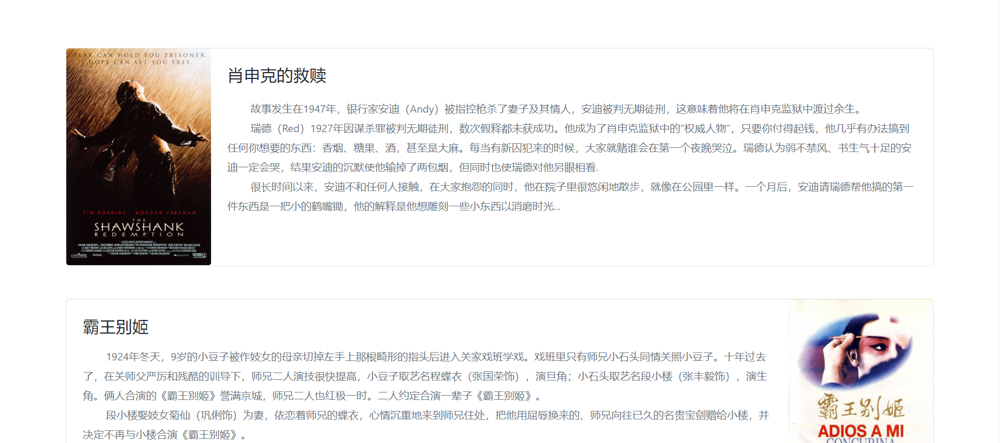 FEAR CAN HOLD YOU PRISONER.
HOPE CAN SET YOU FREE.
TIM ROBBINS MORGAN FREEMAN
THE
SHAWSHANK
REDEMPTION
肖申克的救赎
故事发生在1947年，银行家安迪（Andy）被指控枪杀了妻子及其情人，安迪被判无期徒刑，这意味着他将在肖申克监狱中渡过余生。
瑞德（Red）1927年因谋杀罪被判无期徒刑，数次假释都未获成功。他成为了肖申克监狱中的“权威人物”，只要你付得起钱，他几乎有办法搞到
任何你想要的东西：香烟、糖果、酒，甚至是大麻。每当有新囚犯来的时候，大家就赌谁会在第一个夜晚哭泣。瑞德认为弱不禁风、书生气十足的安
迪一定会哭，结果安迪的沉默使他输掉了两包烟，但同时也使瑞德对他另眼相看.
很长时间以来，安迪不和任何人接触，在大家抱怨的同时，他在院子里很悠闲地散步，就像在公园里一样。一个月后，安迪请瑞德帮他搞的第一
件东西是一把小的鹤嘴锄，他的解释是他想雕刻一些小东西以消磨时光...
霸王别姬
1924年冬天，9岁的小豆子被作妓女的母亲切掉左手上那根畸形的指头后进入关家戏班学戏。戏班里只有师兄小石头同情关照小豆子。十年过去
了，在关师父严厉和残酷的训导下，师兄二人演技很快提高，小豆子取艺名程蝶衣（张国荣饰），演旦角；小石头取艺名段小楼（张丰毅饰），演生
角。俩人合演的《霸王别姬》誉满京城，师兄二人也红极一时。二人约定合演一辈子《霸王别姬》。
段小楼娶妓女菊仙（巩俐饰）为妻，依恋着师兄的蝶衣，心情沉重地来到师兄住处，把他用屈辱换来的、师兄向往已久的名贵宝剑赠给小楼，并
决定不再与小楼合演《霸王别姬》。
霸王别姬
ADIOS A MI
CONCUBINA